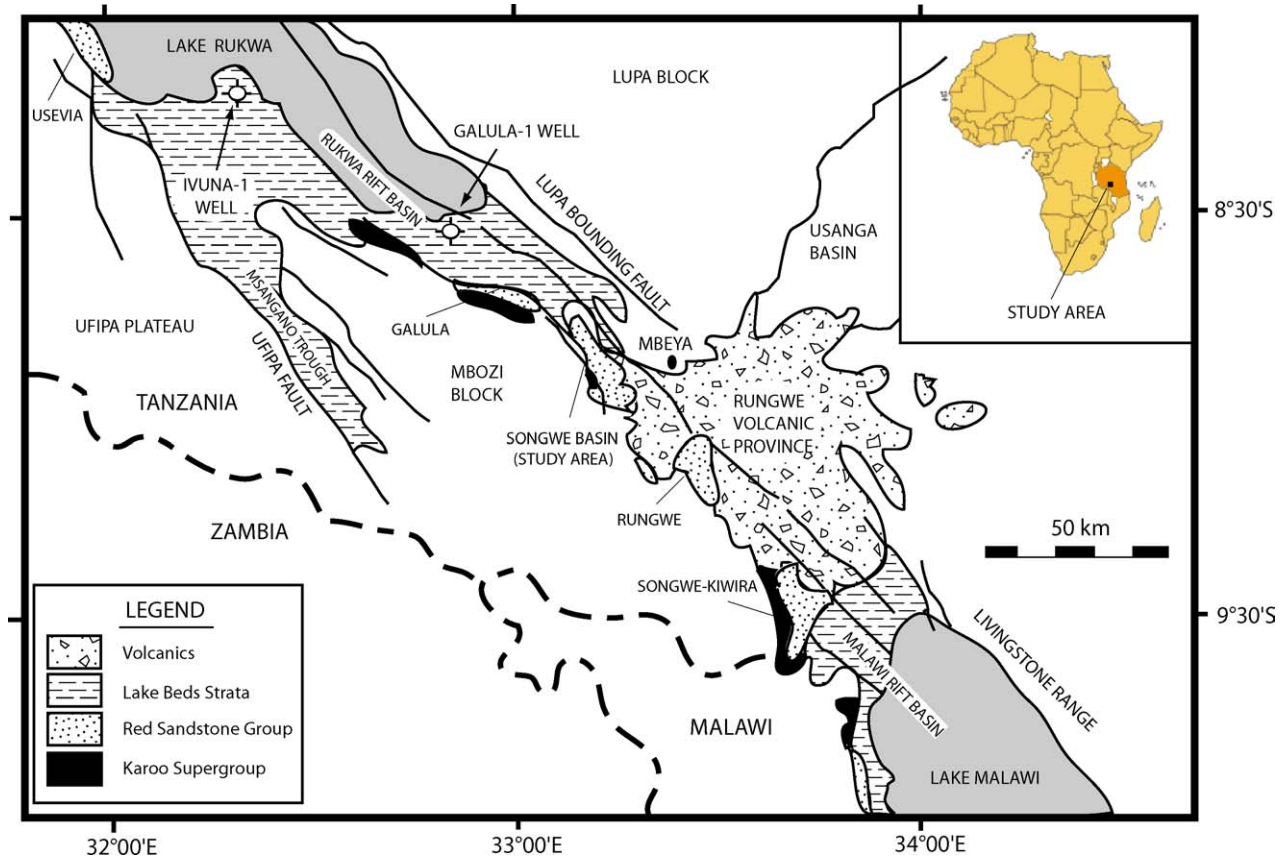 LAKE RUKWA
LUPA BLOCK
USEVIA
GALULA-1 WELL
RUKWA RIFT BASIN
IVUNA-1
WELL
LUPA BOUNDING FAULT
USANGA
BASIN
STUDY AREA
8°30'S
MSANGANO TROUGH
UFIPA PLATEAU
UFIPA FAULT
GALULA
MBEYA
MBOZI
BLOCK
TANZANIA
RUNGWE
VOLCANIC
PROVINCE
SONGWE BASIN
(STUDY AREA)
ZAMBIA
RUNGWE
50 km
SONGWE-KIWIRA
9°30'S
LIVINGSTONE RANGE
MALAWI RIFT BASIN
MALAWI
LAKE MALAWI
LEGEND
Volcanics
Lake Beds Strata
Red Sandstone Group
Karoo Supergroup
32°00'E
33°00'E
34°00'E